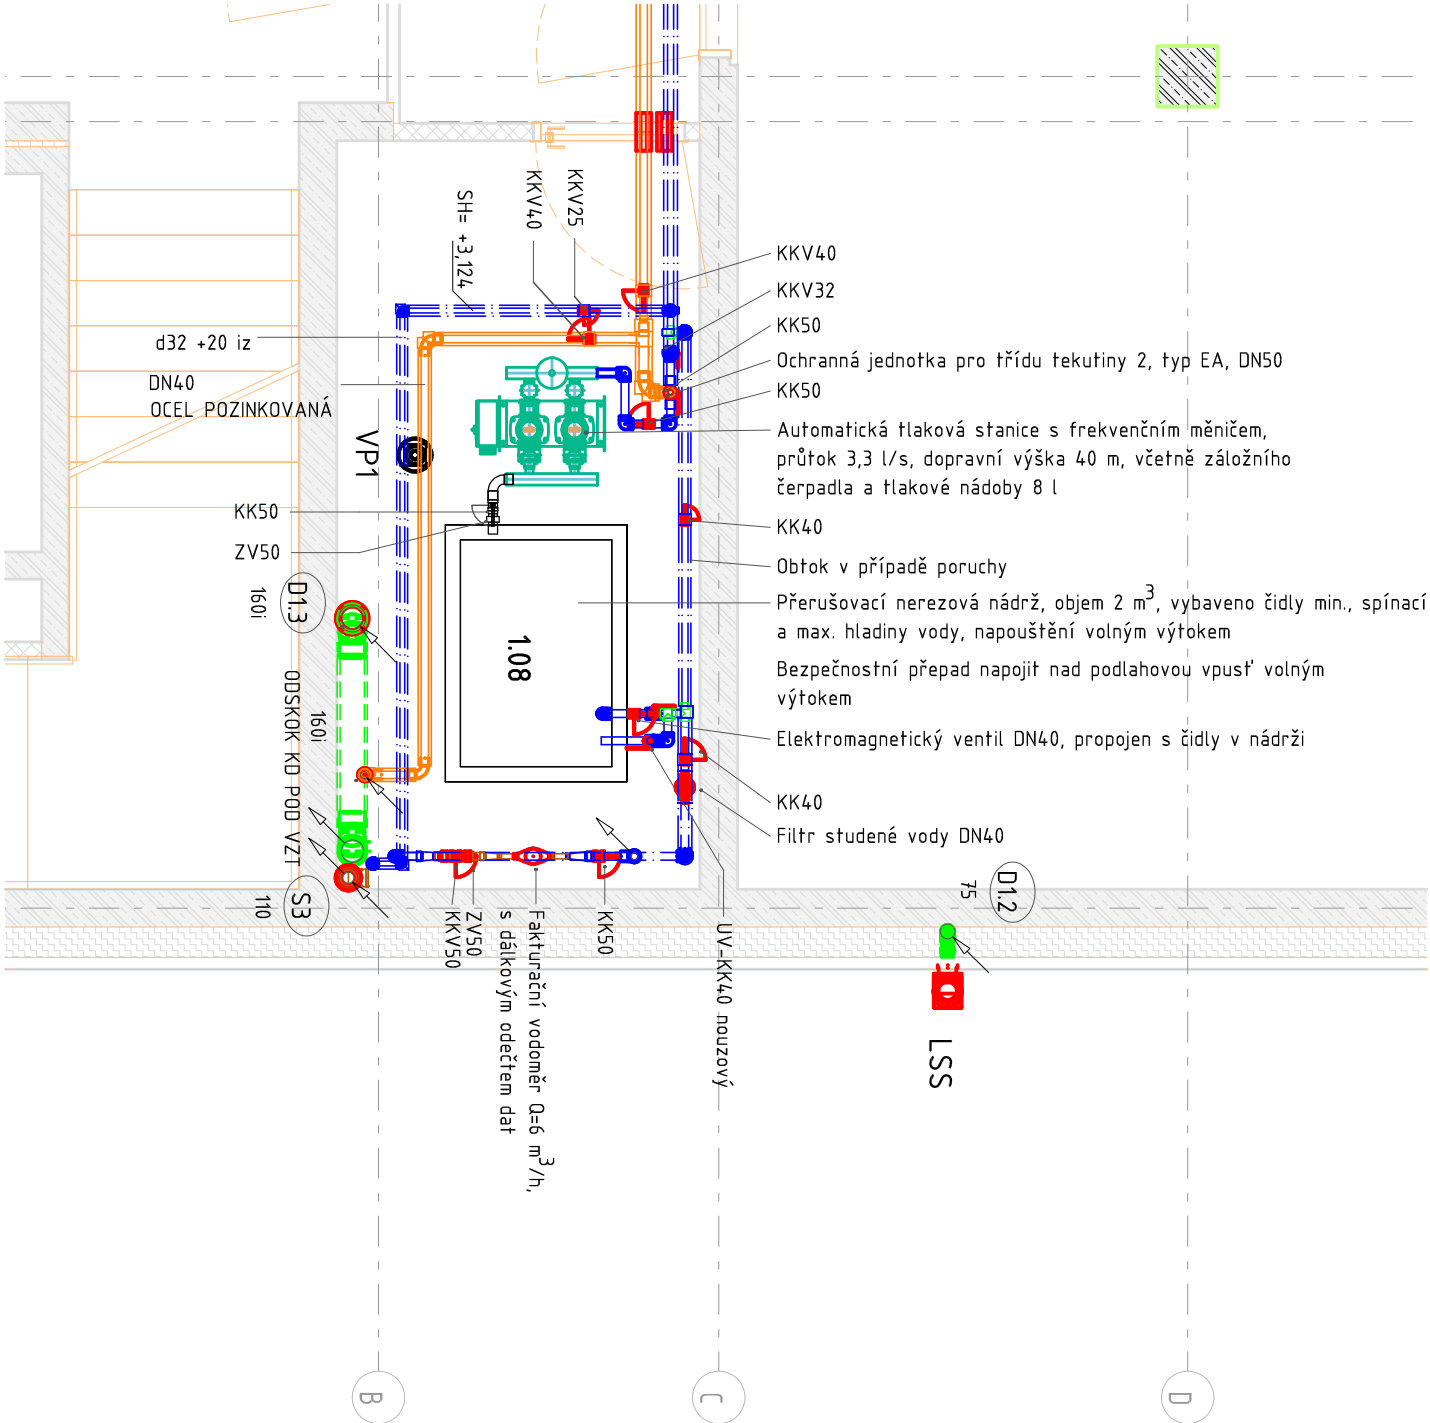 KKV25
KKV40
SH= +3,124
KKV40
KKV32
KK50
Ochranná jednotka pro třídu tekutiny 2, typ EA, DN50
KK50
Automatická tlaková stanice s frekvenčním měničem,
průtok 3,3 l/s, dopravní výška 40 m, včetně záložního
čerpadla a tlakové nádoby 8 l
KK40
Obtok v případě poruchy
Přerušovací nerezová nádrž, objem 2 m³, vybaveno čidly min., spínací
a max. hladiny vody, napouštění volným výtokem
Bezpečnostní přepad napojit nad podlahovou vpusť volným
výtokem
Elektromagnetický ventil DN40, propojen s čidly v nádrži
KK40
Filtr studené vody DN40
d32 +20 iz
DN40
OCEL POZINKOVANÁ
VP1
KK50
ZV50
D1.3
160i
1.08
160i
ODSKOK KD POD VZT
S3
110
D1.2
75
LSS
KK50
UV-KK40 nouzový
Fakturační vodoměr Q=6 m³/h,
s dálkovým odečtem dat
ZV50
KKV50
B
C
D